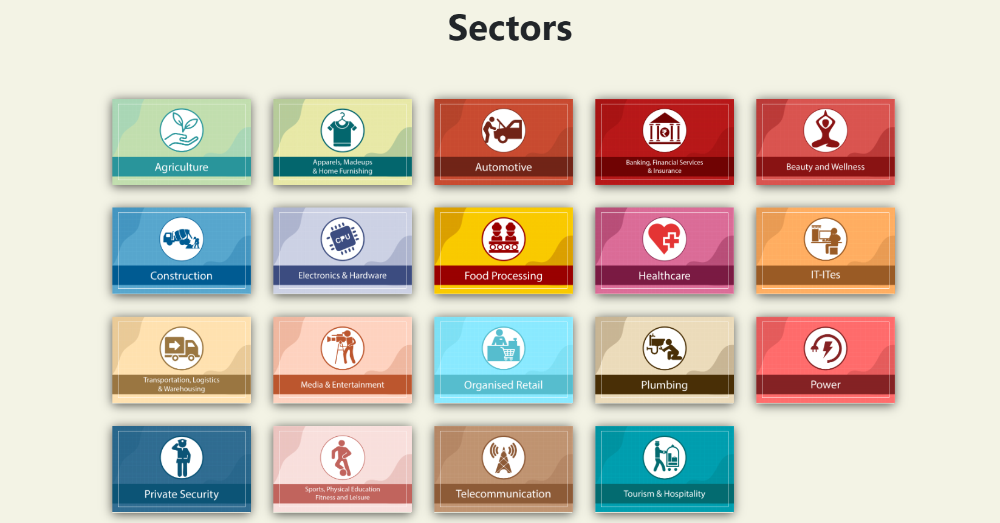 Sectors
Agriculture
Apparels, Madeups
& Home Furnishing
Automotive
Banking, Financial Services
& Insurance
Beauty and Wellness
Construction
CPU
Electronics & Hardware
Food Processing
Healthcare
IT-ITes
Transportation, Logistics
& Warehousing
Media & Entertainment
Organised Retail
Plumbing
Power
Private Security
Sports, Physical Education
Fitness and Leisure
Telecommunication
Tourism & Hospitality